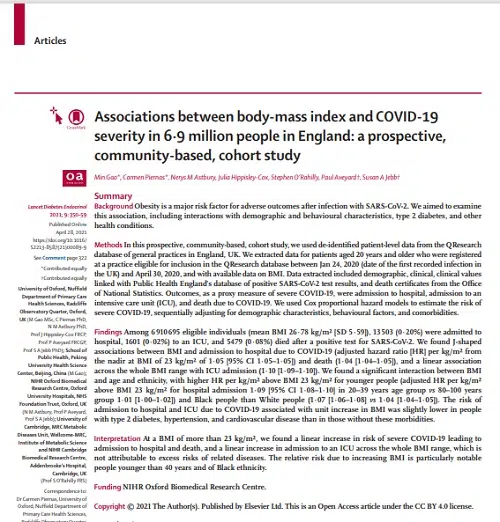 Articles
CrossMark
oa
OPEN ACCESS
Associations between body-mass index and COVID-19
severity in 6·9 million people in England: a prospective,
community-based, cohort study
Min Gao*, Carmen Piernas*, Nerys M Astbury, Julia Hippisley-Cox, Stephen O'Rahilly, Paul Aveyard†, Susan A Jebb†
Summary
Background Obesity is a major risk factor for adverse outcomes after infection with SARS-CoV-2. We aimed to examine
this association, including interactions with demographic and behavioural characteristics, type 2 diabetes, and other
health conditions.
Methods In this prospective, community-based, cohort study, we used de-identified patient-level data from the QResearch
database of general practices in England, UK. We extracted data for patients aged 20 years and older who were registered
at a practice eligible for inclusion in the QResearch database between Jan 24, 2020 (date of the first recorded infection in
the UK) and April 30, 2020, and with available data on BMI. Data extracted included demographic, clinical, clinical values
linked with Public Health England's database of positive SARS-CoV-2 test results, and death certificates from the Office
of National Statistics. Outcomes, as a proxy measure of severe COVID-19, were admission to hospital, admission to an
intensive care unit (ICU), and death due to COVID-19. We used Cox proportional hazard models to estimate the risk of
severe COVID-19, sequentially adjusting for demographic characteristics, behavioural factors, and comorbidities.
Findings Among 6 910 695 eligible individuals (mean BMI 26·78 kg/m² [SD 5·59]), 13 503 (0·20%) were admitted to
hospital, 1601 (0·02%) to an ICU, and 5479 (0·08%) died after a positive test for SARS-CoV-2. We found J-shaped
associations between BMI and admission to hospital due to COVID-19 (adjusted hazard ratio [HR] per kg/m² from
the nadir at BMI of 23 kg/m² of 1·05 [95% CI 1·05–1·05]) and death (1·04 [1·04–1·05]), and a linear association
across the whole BMI range with ICU admission (1·10 [1·09–1·10]). We found a significant interaction between BMI
and age and ethnicity, with higher HR per kg/m² above BMI 23 kg/m² for younger people (adjusted HR per kg/m²
above BMI 23 kg/m² for hospital admission 1·09 [95% CI 1·08–1·10] in 20–39 years age group vs 80–100 years
group 1·01 [1·00–1·02]) and Black people than White people (1·07 [1·06–1·08] vs 1·04 [1·04–1·05]). The risk of
admission to hospital and ICU due to COVID-19 associated with unit increase in BMI was slightly lower in people
with type 2 diabetes, hypertension, and cardiovascular disease than in those without these morbidities.
Interpretation At a BMI of more than 23 kg/m², we found a linear increase in risk of severe COVID-19 leading to
admission to hospital and death, and a linear increase in admission to an ICU across the whole BMI range, which is
not attributable to excess risks of related diseases. The relative risk due to increasing BMI is particularly notable
people younger than 40 years and of Black ethnicity.
Funding NIHR Oxford Biomedical Research Centre.
Copyright © 2021 The Author(s). Published by Elsevier Ltd. This is an Open Access article under the CC BY 4.0 license.
Lancet Diabetes Endocrinol
2021; 9: 350–59
Published Online
April 28, 2021
https://doi.org/10.1016/
S2213-8587(21)00089-9
See Comment page 322
*Contributed equally
†Contributed equally
University of Oxford, Nuffield
Department of Primary Care
Health Sciences, Radcliffe
Observatory Quarter, Oxford,
UK (M Gao MSc, C Piernas PhD,
N M Astbury PhD,
Prof J Hippisley-Cox FRCP,
Prof P Aveyard FRCGP,
Prof S A Jebb PhD); School of
Public Health, Peking
University Health Science
Center, Beijing, China (M Gao);
NIHR Oxford Biomedical
Research Centre, Oxford
University Hospitals, NHS
Foundation Trust, Oxford, UK
(N M Astbury, Prof P Aveyard,
Prof S A Jebb); University of
Cambridge, MRC Metabolic
Diseases Unit, Wellcome-MRC,
Institute of Metabolic Science
and NIHR Cambridge
Biomedical Research Centre,
Addenbrooke's Hospital,
Cambridge, UK
(Prof S O'Rahilly FRS)
Correspondence to:
Dr Carmen Piernas, University of
Oxford, Nuffield Department of
Primary Care Health Sciences,